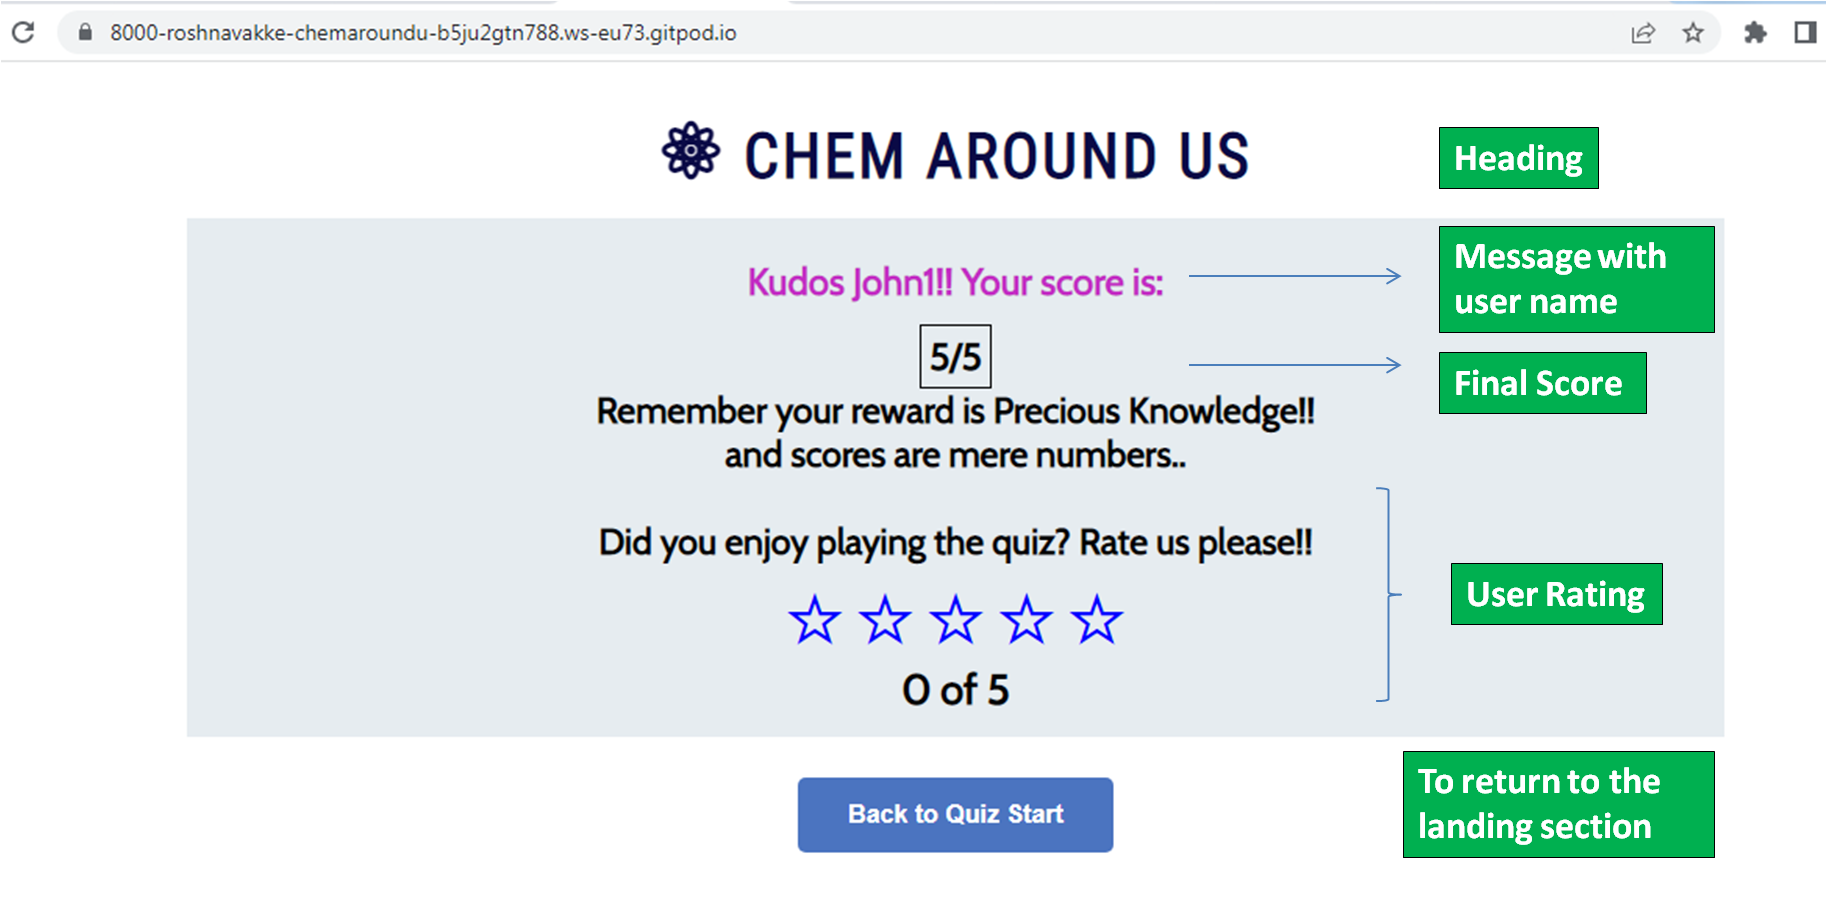 8000-roshnavakke-chemaroundu-b5ju2gtn788.ws-eu73.gitpod.io
CHEM AROUND US
Heading
Kudos John1!! Your score is:
Message with
user name
5/5
Final Score
Remember your reward is Precious Knowledge!!
and scores are mere numbers..
Did you enjoy playing the quiz? Rate us please!!
User Rating
0 of 5
Back to Quiz Start
To return to the
landing section